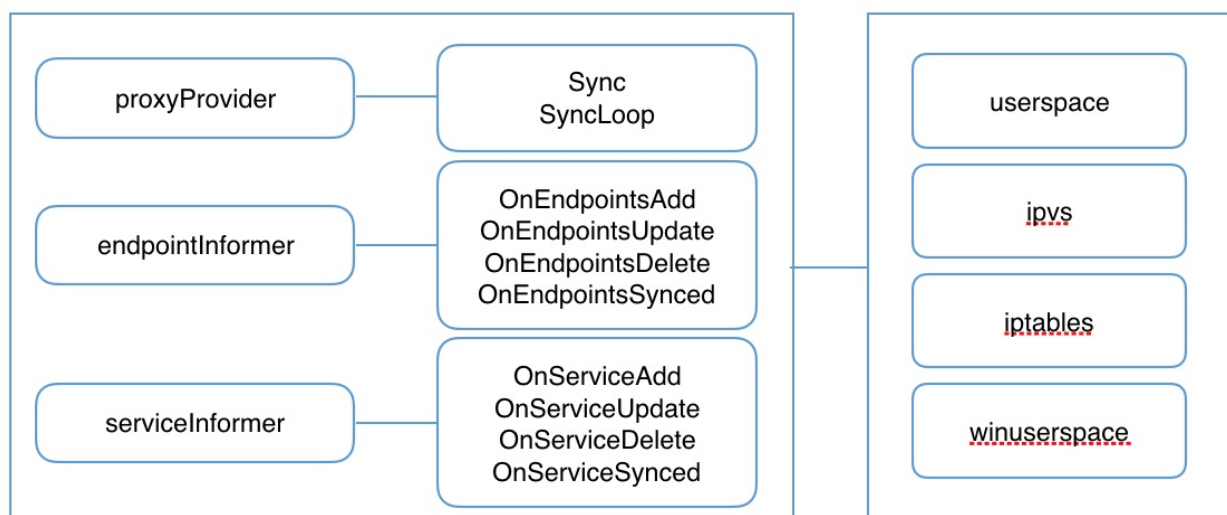 proxyProvider
Sync
SyncLoop
endpointInformer
OnEndpointsAdd
OnEndpointsUpdate
OnEndpointsDelete
OnEndpointsSynced
serviceInformer
OnServiceAdd
OnServiceUpdate
OnServiceDelete
OnServiceSynced
userspace
ipvs
iptables
winuserspace